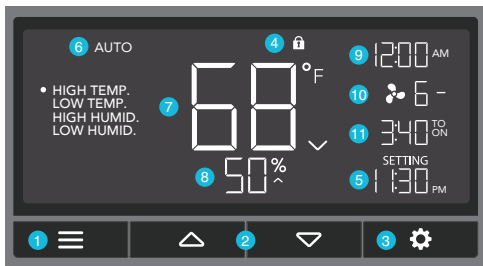 6 AUTO
4
9 12:00 AM
• HIGH TEMP.
LOW TEMP.
HIGH HUMID.
LOW HUMID.
7 68°F
10 6 -
11 3:40 TO ON
8 50%
SETTING
5 11:30 PM
1
2
3